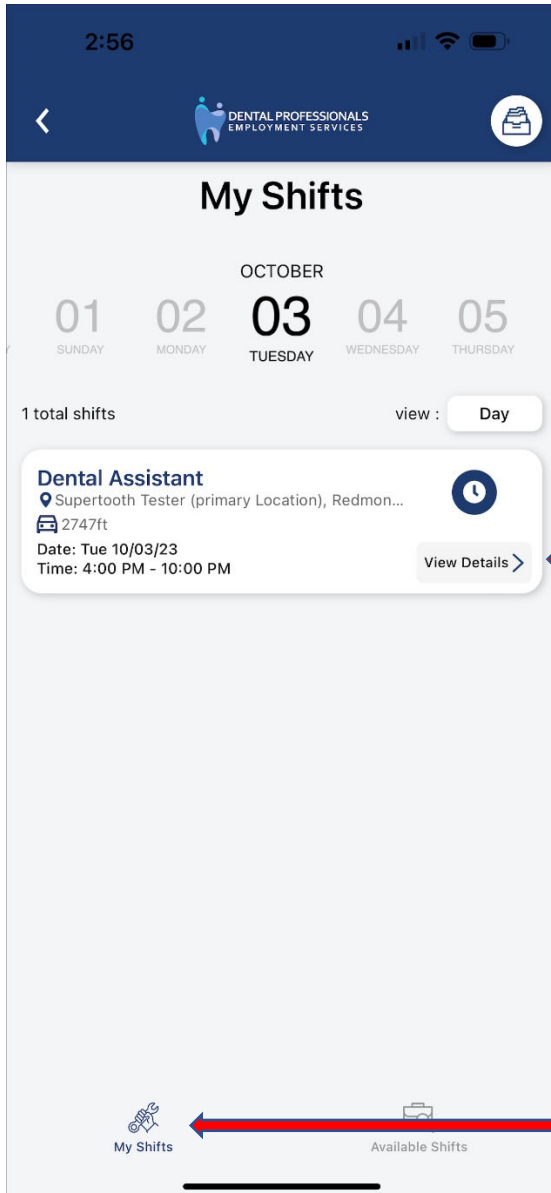 2:56
DENTAL PROFESSIONALS
EMPLOYMENT SERVICES
My Shifts
OCTOBER
01 02 03 04 05
Y SUNDAY MONDAY TUESDAY WEDNESDAY THURSDAY
1 total shifts view : Day
Dental Assistant
Supertooth Tester (primary Location), Redmon...
2747ft
Date: Tue 10/03/23
Time: 4:00 PM - 10:00 PM
View Details
My Shifts Available Shifts